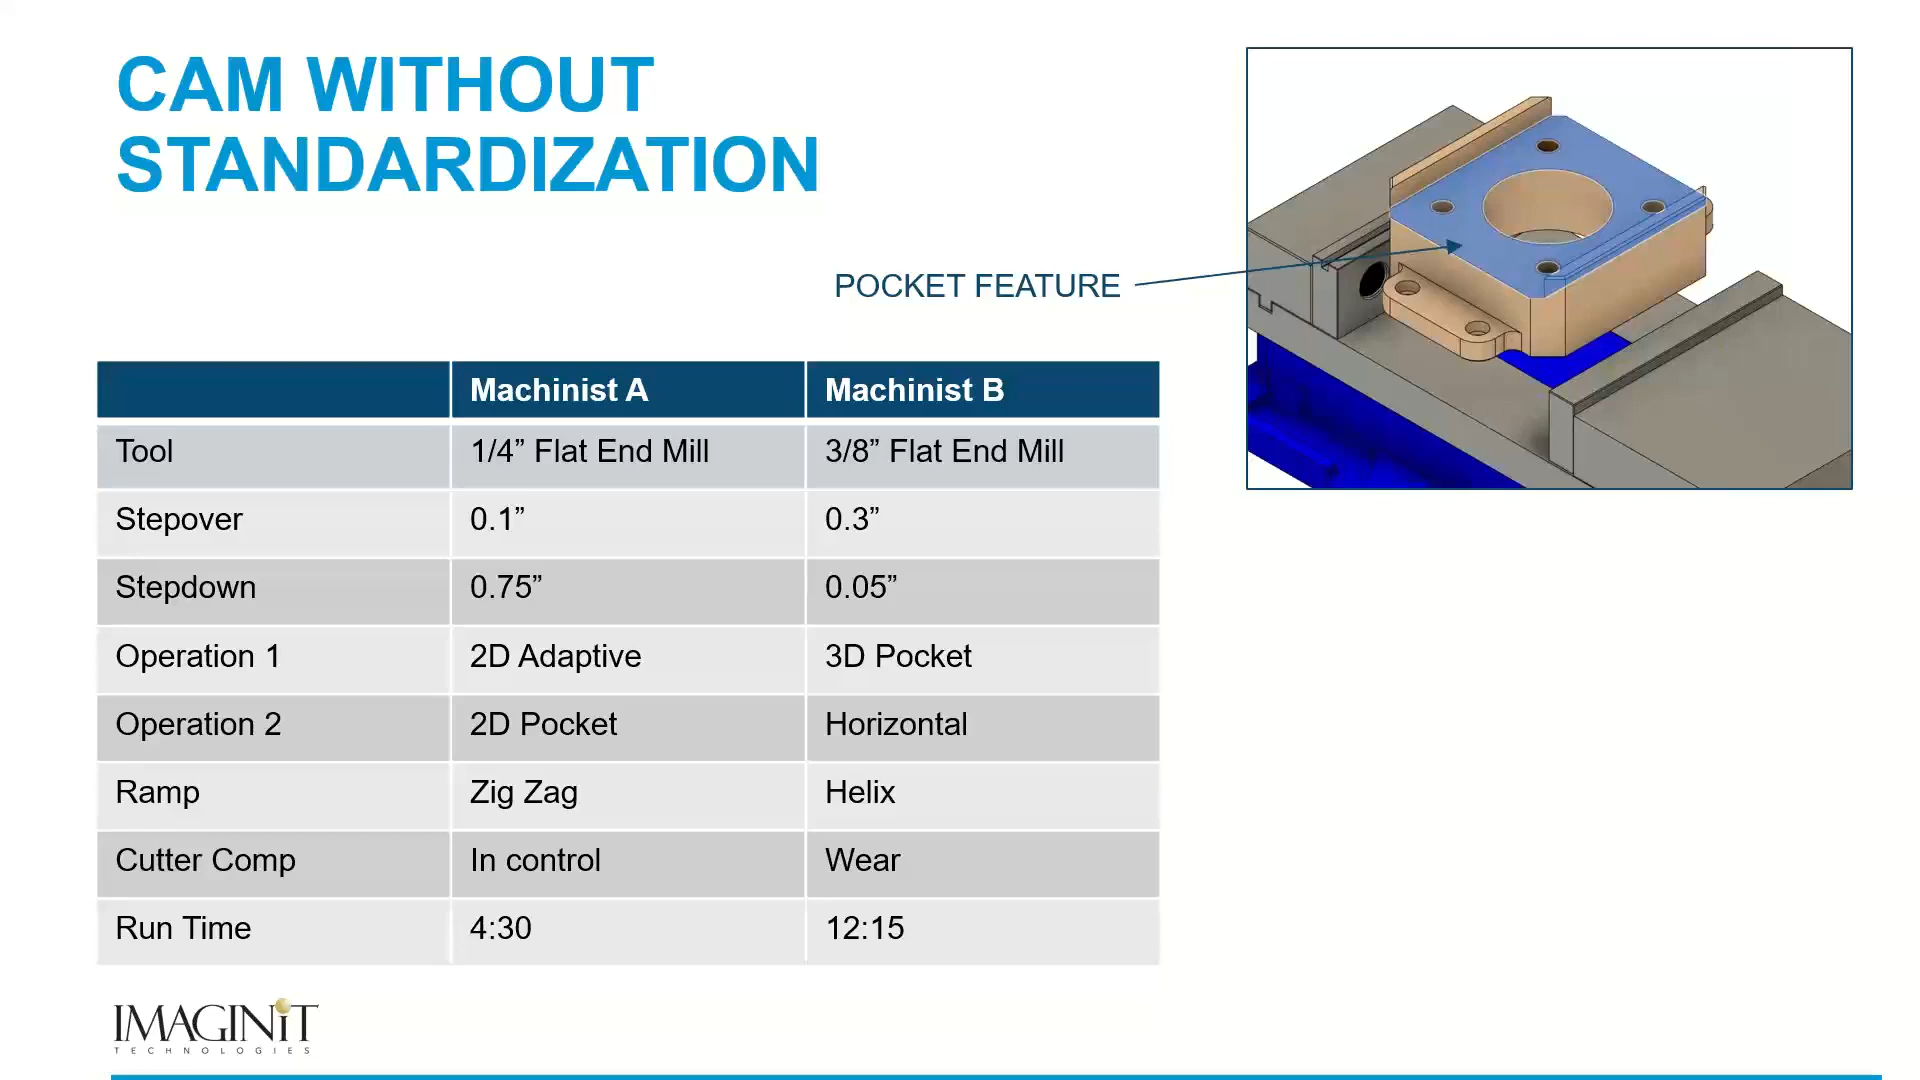 CAM WITHOUT
STANDARDIZATION
POCKET FEATURE
Machinist A Machinist B
Tool 1/4” Flat End Mill 3/8” Flat End Mill
Stepover 0.1” 0.3”
Stepdown 0.75” 0.05”
Operation 1 2D Adaptive 3D Pocket
Operation 2 2D Pocket Horizontal
Ramp Zig Zag Helix
Cutter Comp In control Wear
Run Time 4:30 12:15
IMAGINiT
TECHNOLOGIES